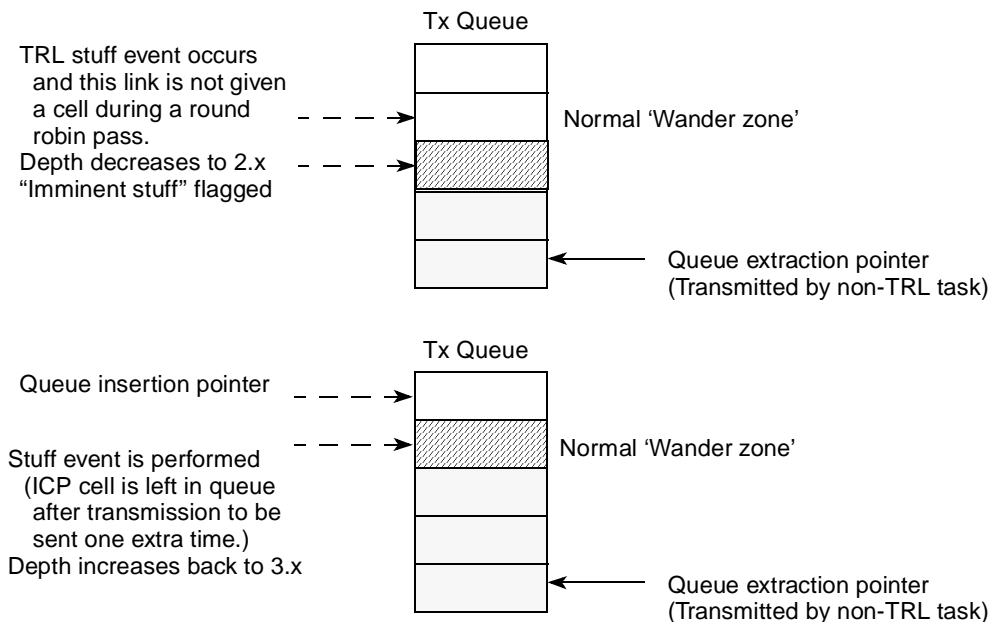 Tx Queue
TRL stuff event occurs
and this link is not given
a cell during a round
robin pass.
Depth decreases to 2.x
“Imminent stuff” flagged
Normal ‘Wander zone’
Queue extraction pointer
(Transmitted by non-TRL task)
Tx Queue
Queue insertion pointer
Stuff event is performed
(ICP cell is left in queue
after transmission to be
sent one extra time.)
Depth increases back to 3.x
Normal ‘Wander zone’
Queue extraction pointer
(Transmitted by non-TRL task)